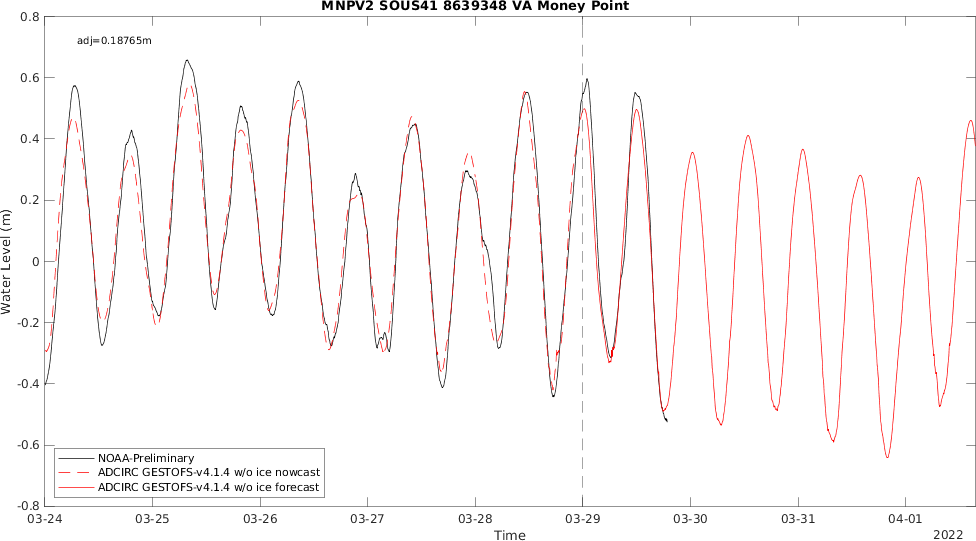 MNPV2 SOUS41 8639348 VA Money Point
adj=0.18765m
0.8
0.6
0.4
0.2
0
-0.2
-0.4
-0.6
-0.8
Water Level (m)
NOAA-Preliminary
ADCIRC GESTOFS-v4.1.4 w/o ice nowcast
ADCIRC GESTOFS-v4.1.4 w/o ice forecast
03-24 03-25 03-26 03-27 03-28 03-29 03-30 03-31 04-01
Time
2022